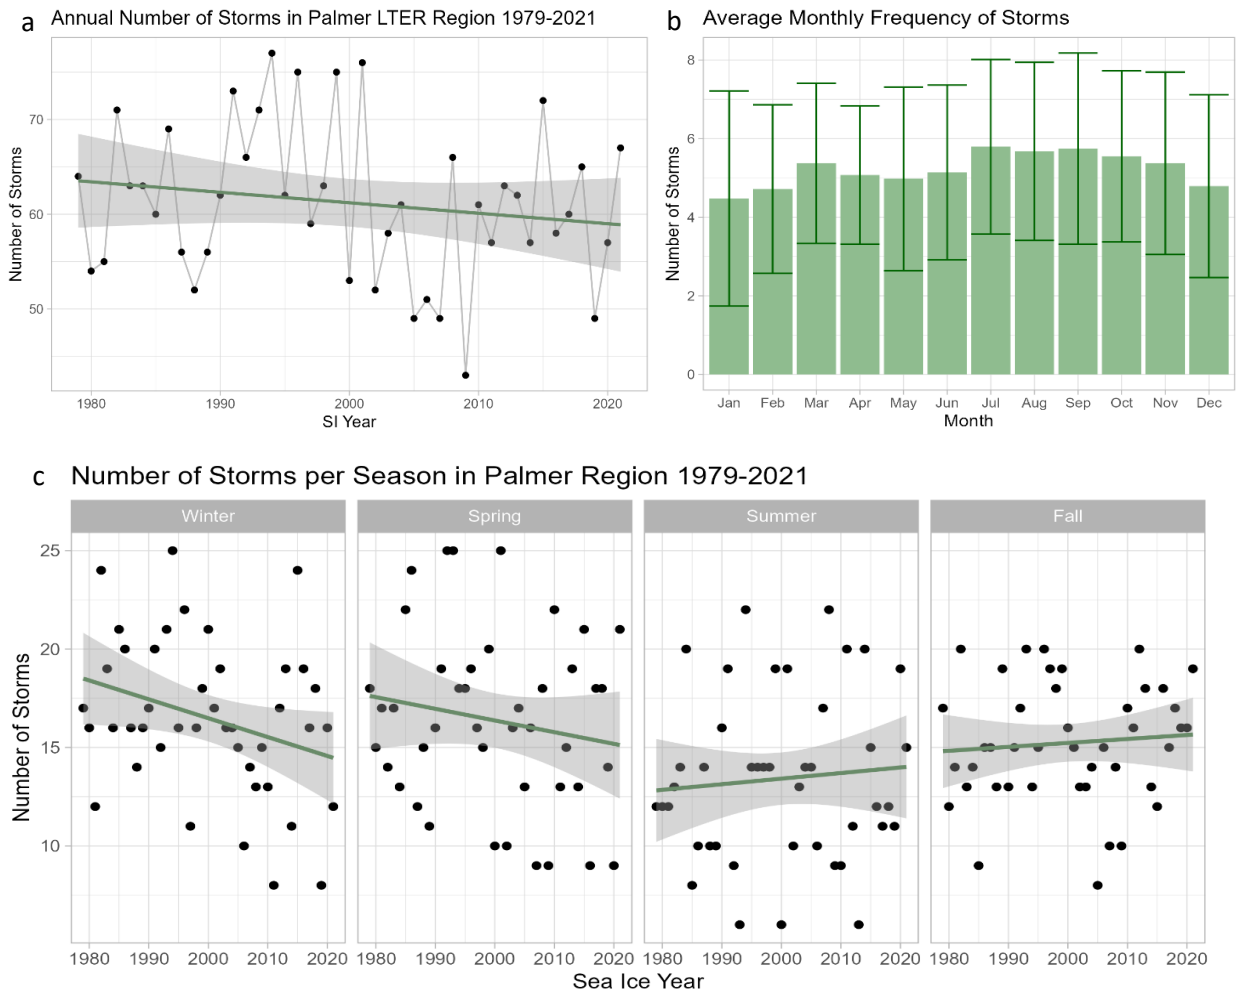 a Annual Number of Storms in Palmer LTER Region 1979-2021
Number of Storms
70
60
50
1980 1990 2000 2010 2020
SI Year
b Average Monthly Frequency of Storms
Number of Storms
8
6
4
2
0
Jan Feb Mar Apr May Jun Jul Aug Sep Oct Nov Dec
Month
c Number of Storms per Season in Palmer Region 1979-2021
Winter Spring Summer Fall
Number of Storms
25
20
15
10
1980 1990 2000 2010 2020 1980 1990 2000 2010 2020 1980 1990 2000 2010 2020 1980 1990 2000 2010 2020
Sea Ice Year